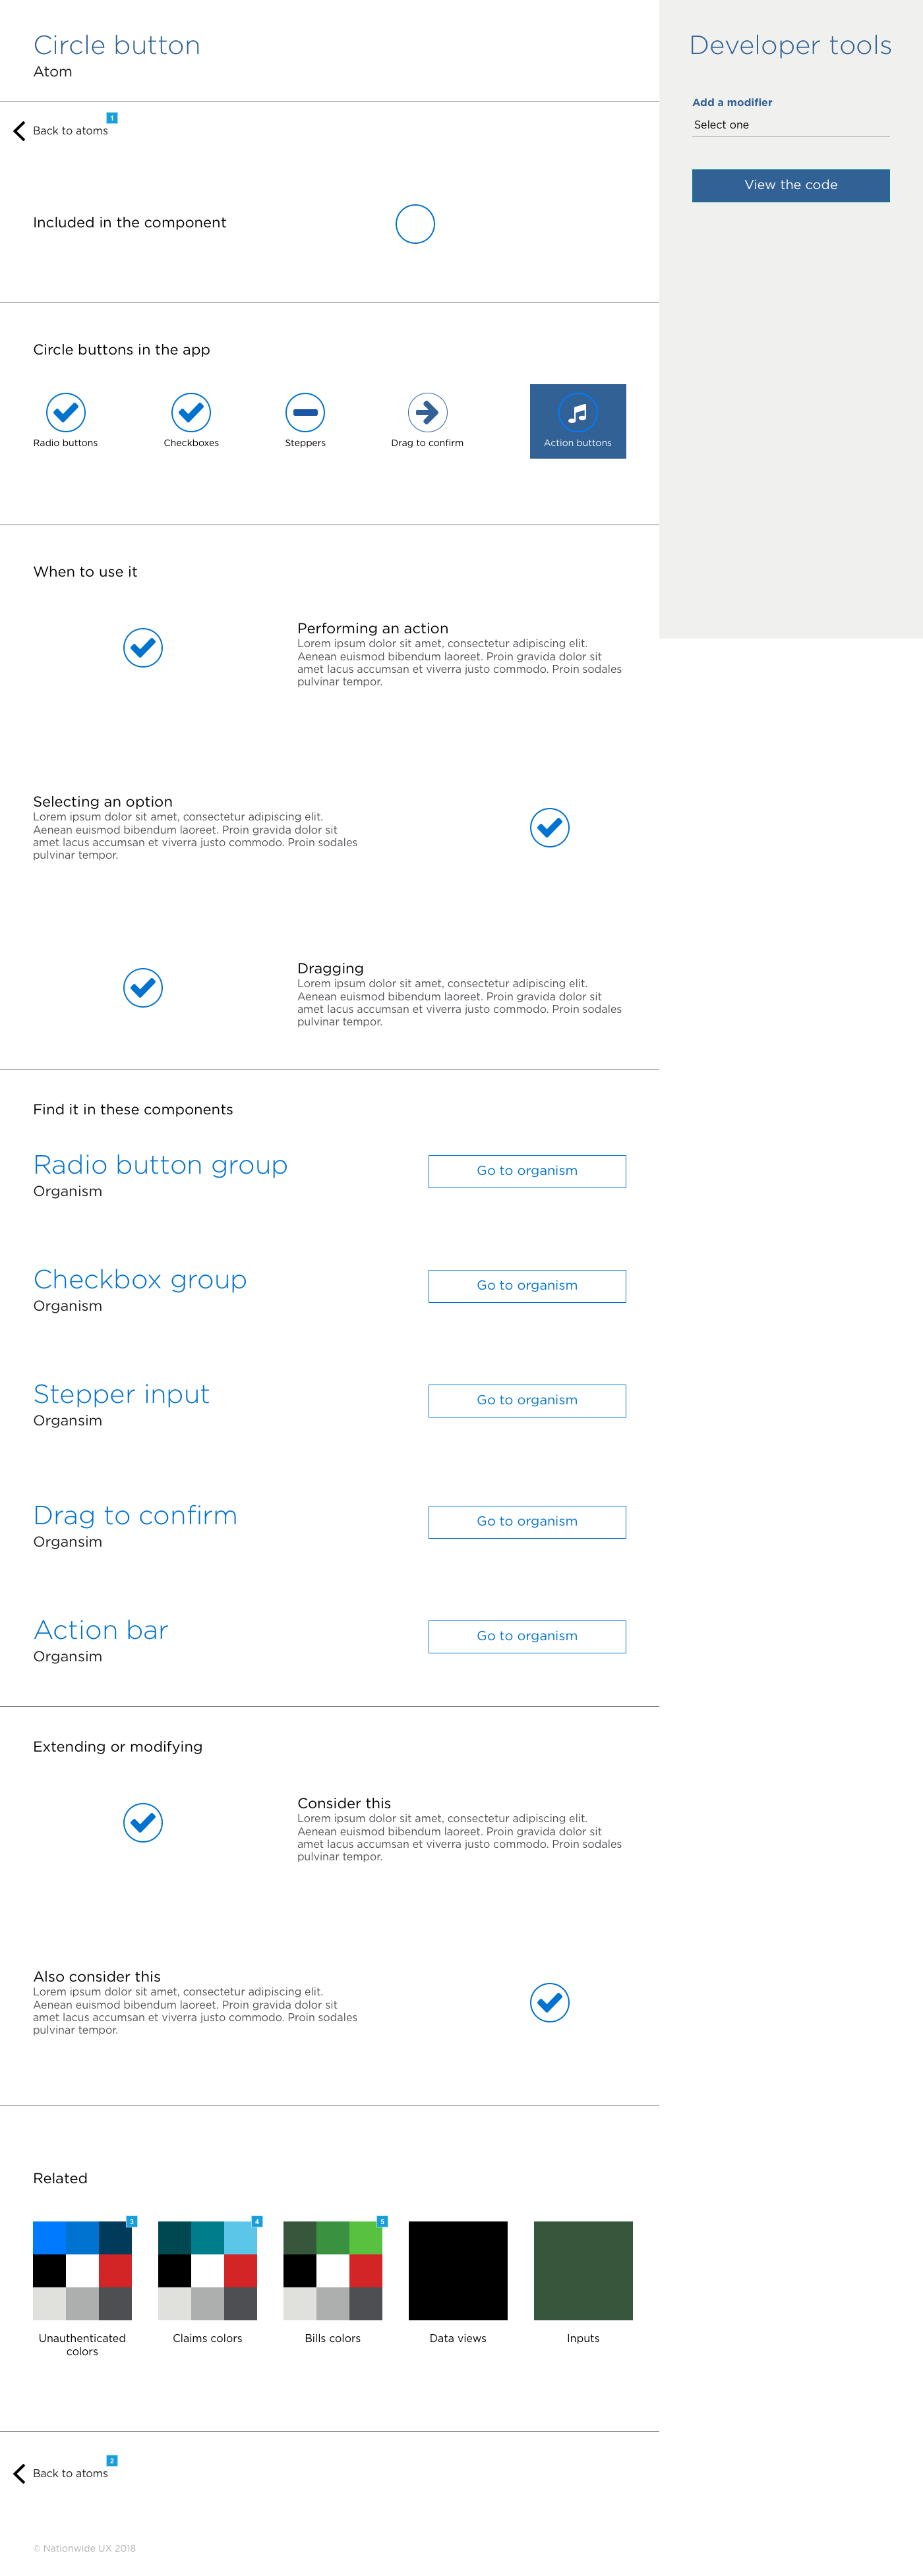 Circle button
Atom
Developer tools
Add a modifier
Select one
View the code
1
Back to atoms
Included in the component
Circle buttons in the app
Radio buttons
Checkboxes
Steppers
Drag to confirm
Action buttons
When to use it
Performing an action
Lorem ipsum dolor sit amet, consectetur adipiscing elit.
Aenean euismod bibendum laoreet. Proin gravida dolor sit
amet lacus accumsan et viverra justo commodo. Proin sodales
pulvinar tempor.
Selecting an option
Lorem ipsum dolor sit amet, consectetur adipiscing elit.
Aenean euismod bibendum laoreet. Proin gravida dolor sit
amet lacus accumsan et viverra justo commodo. Proin sodales
pulvinar tempor.
Dragging
Lorem ipsum dolor sit amet, consectetur adipiscing elit.
Aenean euismod bibendum laoreet. Proin gravida dolor sit
amet lacus accumsan et viverra justo commodo. Proin sodales
pulvinar tempor.
Find it in these components
Radio button group
Organism
Go to organism
Checkbox group
Organism
Go to organism
Stepper input
Organsim
Go to organism
Drag to confirm
Organsim
Go to organism
Action bar
Organsim
Go to organism
Extending or modifying
Consider this
Lorem ipsum dolor sit amet, consectetur adipiscing elit.
Aenean euismod bibendum laoreet. Proin gravida dolor sit
amet lacus accumsan et viverra justo commodo. Proin sodales
pulvinar tempor.
Also consider this
Lorem ipsum dolor sit amet, consectetur adipiscing elit.
Aenean euismod bibendum laoreet. Proin gravida dolor sit
amet lacus accumsan et viverra justo commodo. Proin sodales
pulvinar tempor.
Related
3
4
5
Unauthenticated
colors
Claims colors
Bills colors
Data views
Inputs
2
Back to atoms
© Nationwide UX 2018